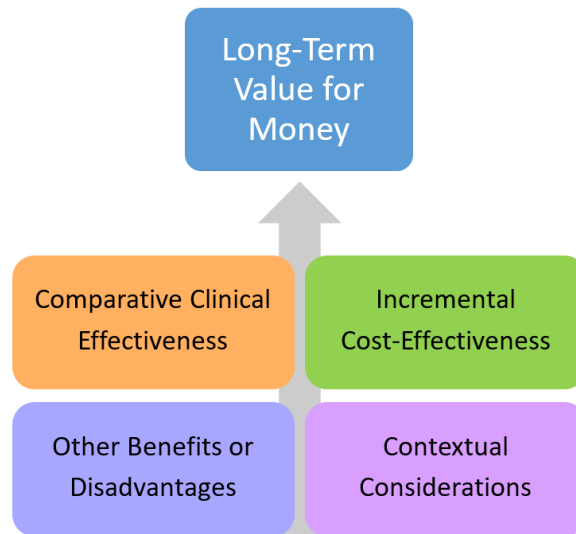 Long-Term
Value for
Money
Comparative Clinical
Effectiveness
Incremental
Cost-Effectiveness
Other Benefits or
Disadvantages
Contextual
Considerations